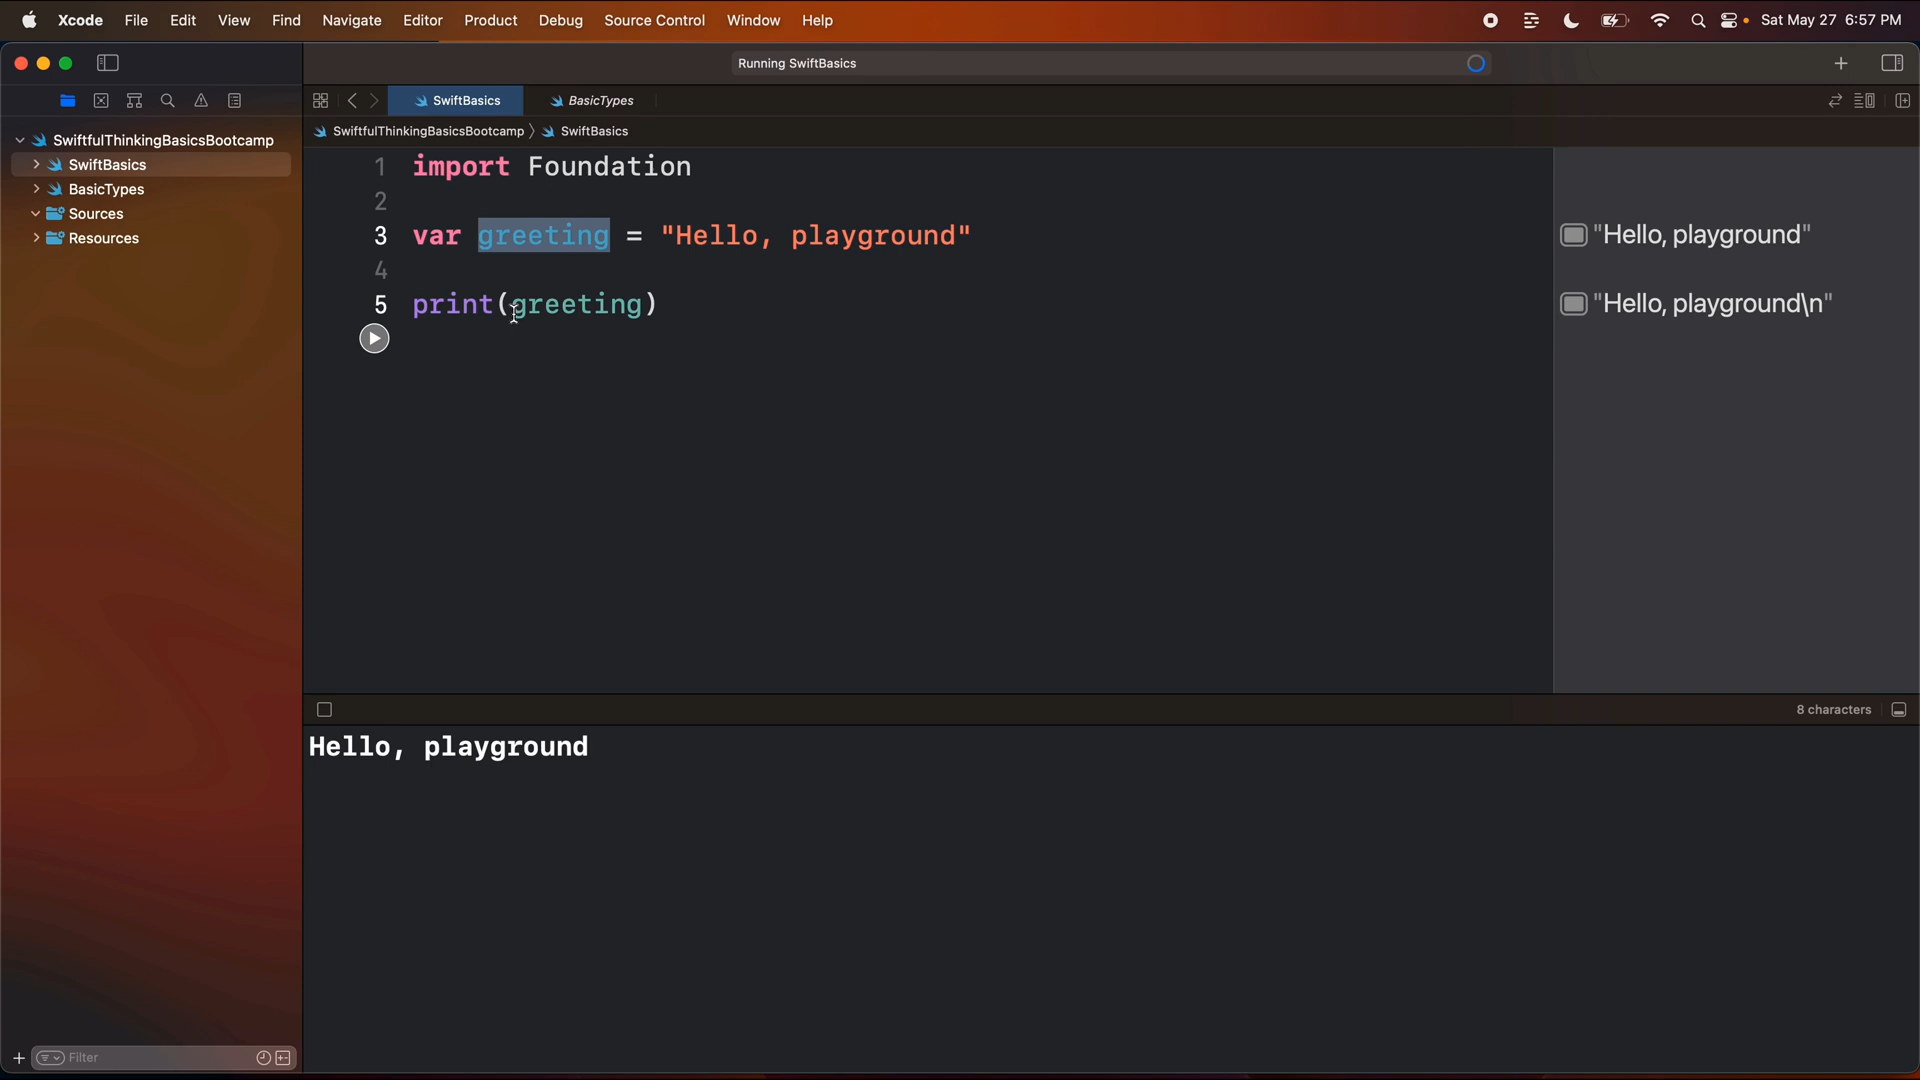 Xcode File Edit View Find Navigate Editor Product Debug Source Control Window Help Sat May 27 6:57 PM
Running SwiftBasics
SwiftBasics BasicTypes
SwiftfulThinkingBasicsBootcamp SwiftBasics
SwiftfulThinkingBasicsBootcamp
SwiftBasics
BasicTypes
Sources
Resources
1 import Foundation
2
3 var greeting = "Hello, playground"
4
5 print(greeting)
"Hello, playground"
"Hello, playground\n"
8 characters
Hello, playground
Filter